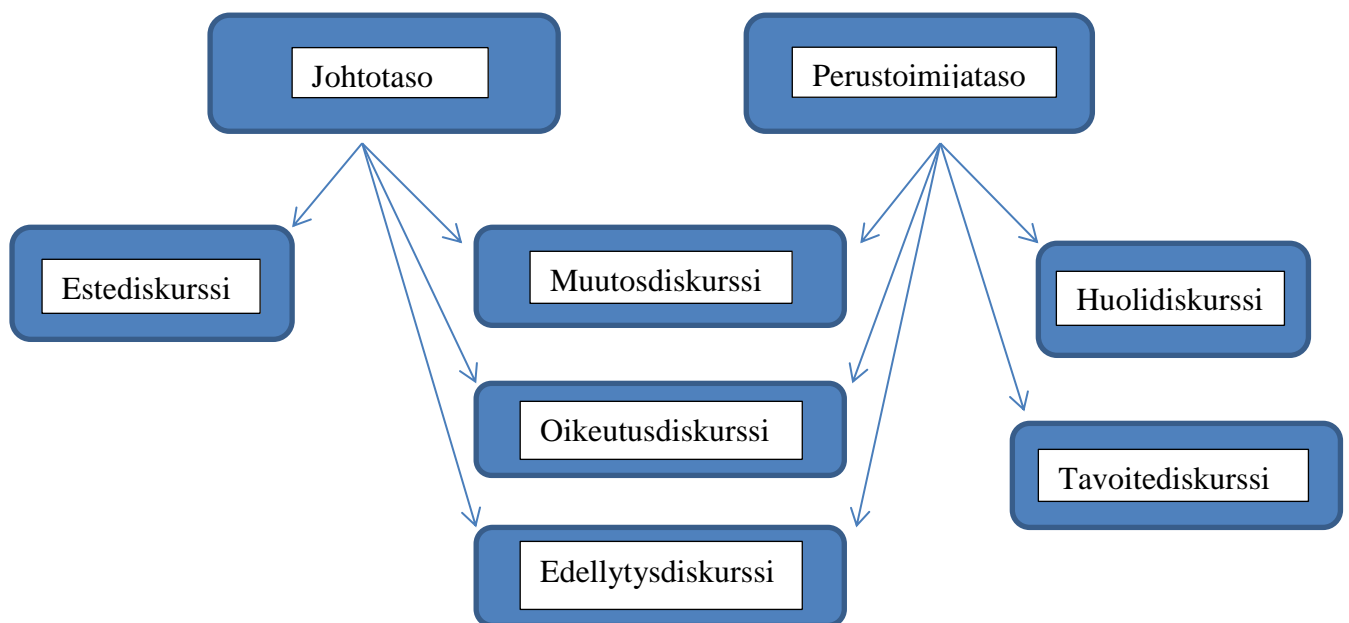 Johtotaso
Perustoimijataso
Estediskurssi
Muutosdiskurssi
Huolidiskurssi
Oikeutusdiskurssi
Tavoitediskurssi
Edellytysdiskurssi